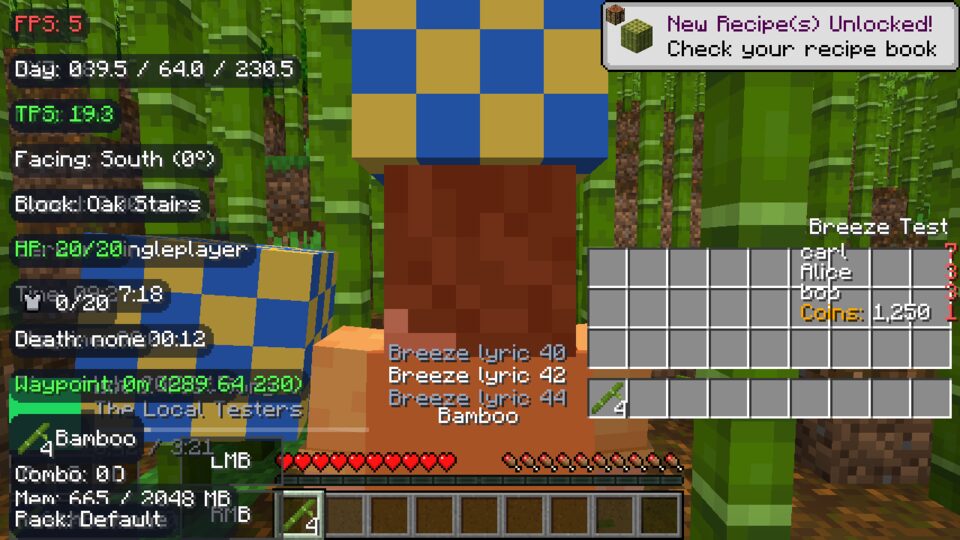 FPS: 5
New Recipe(s) Unlocked!
Check your recipe book
89.5 / 64.0 / 230.5
TPS: 19.3
Facing: South (0°)
Block: Oak Stairs
Breeze Test
HP: 20/20 ingleplayer
carl 7
Alice 3
bob 3
Coins: 1,250 1
7:18
0/20
Death: none 00:12
Breeze lyric 40
Breeze lyric 42
Breeze lyric 44
Bamboo
Waypoint: 0m (289 64 230)
The Local Testers
4
Bamboo
4
/ 3:21
LMB
Combo: 0
Mem: 665 / 2048 MB
Pack: Default
RMB
4